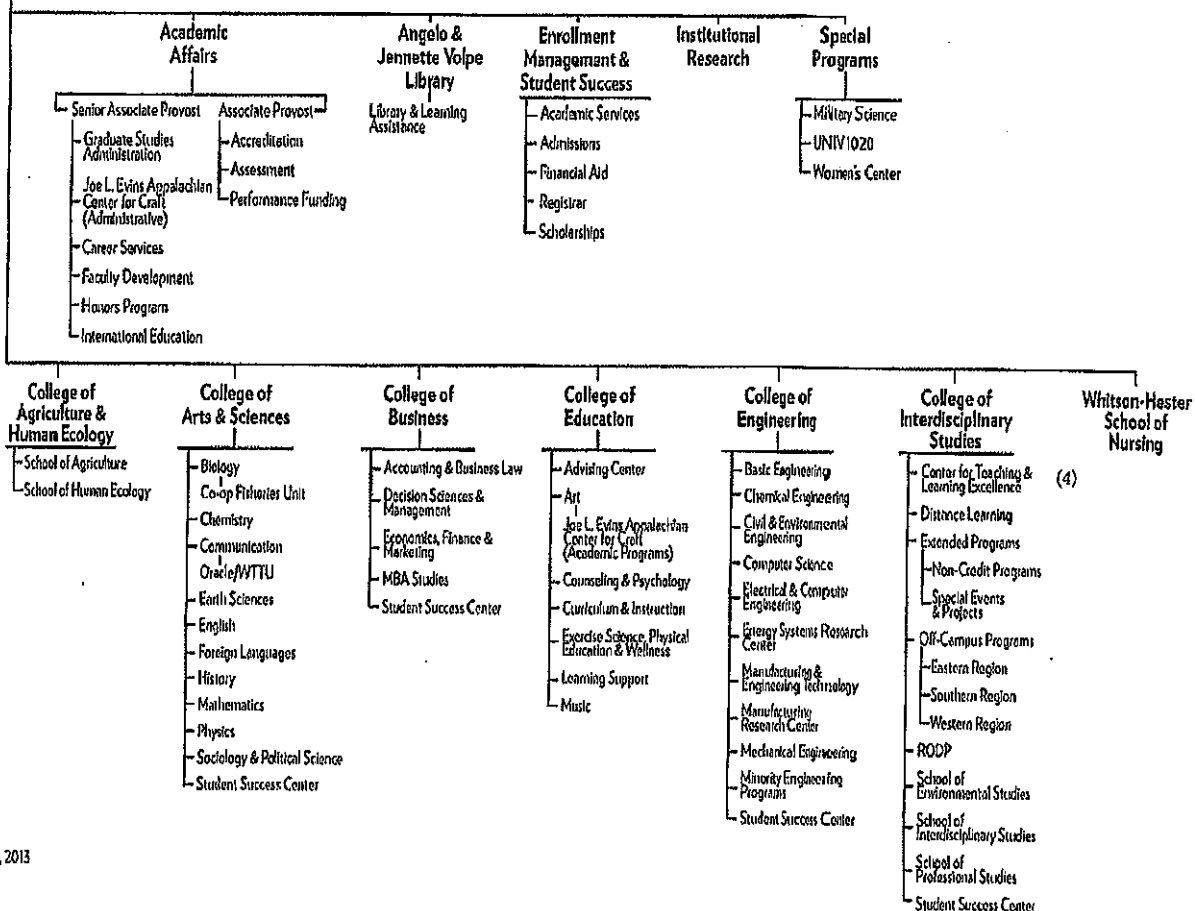 Academic
Affairs
Angelo &
Jennette Volpe
Library
Enrollment
Management &
Student Success
Institutional
Research
Special
Programs
Senior Associate Provost
Graduate Studies
Administration
Joe L. Evins Appalachian
Center for Craft
(Administrative)
Career Services
Faculty Development
Honors Program
International Education
Associate Provost
Accreditation
Assessment
Performance Funding
Library & Learning
Assistance
Academic Services
Admissions
Financial Aid
Registrar
Scholarships
Military Science
UNIV1020
Women's Center
College of
Agriculture &
Human Ecology
School of Agriculture
School of Human Ecology
College of
Arts & Sciences
Biology
Co-op Fisheries Unit
Chemistry
Communication
Oracle/WTTU
Earth Sciences
English
Foreign Languages
History
Mathematics
Physics
Sociology & Political Science
Student Success Center
College of
Business
Accounting & Business Law
Decision Sciences &
Management
Economics, Finance &
Marketing
MBA Studies
Student Success Center
College of
Education
Advising Center
Art
Joe L. Evins Appalachian
Center for Craft
(Academic Programs)
Counseling & Psychology
Curriculum & Instruction
Exercise Science, Physical
Education & Wellness
Learning Support
Music
College of
Engineering
Basic Engineering
Chemical Engineering
Civil & Environmental
Engineering
Computer Science
Electrical & Computer
Engineering
Energy Systems Research
Center
Manufacturing &
Engineering Technology
Manufacturing
Research Center
Mechanical Engineering
Minority Engineering
Programs
Student Success Center
College of
Interdisciplinary
Studies
Center for Teaching &
Learning Excellence
(4)
Distance Learning
Extended Programs
Non-Credit Programs
Special Events
& Projects
Off-Campus Programs
Eastern Region
Southern Region
Western Region
RODP
School of
Environmental Studies
School of
Interdisciplinary Studies
School of
Professional Studies
Student Success Center
Whitson-Hester
School of
Nursing
, 2013